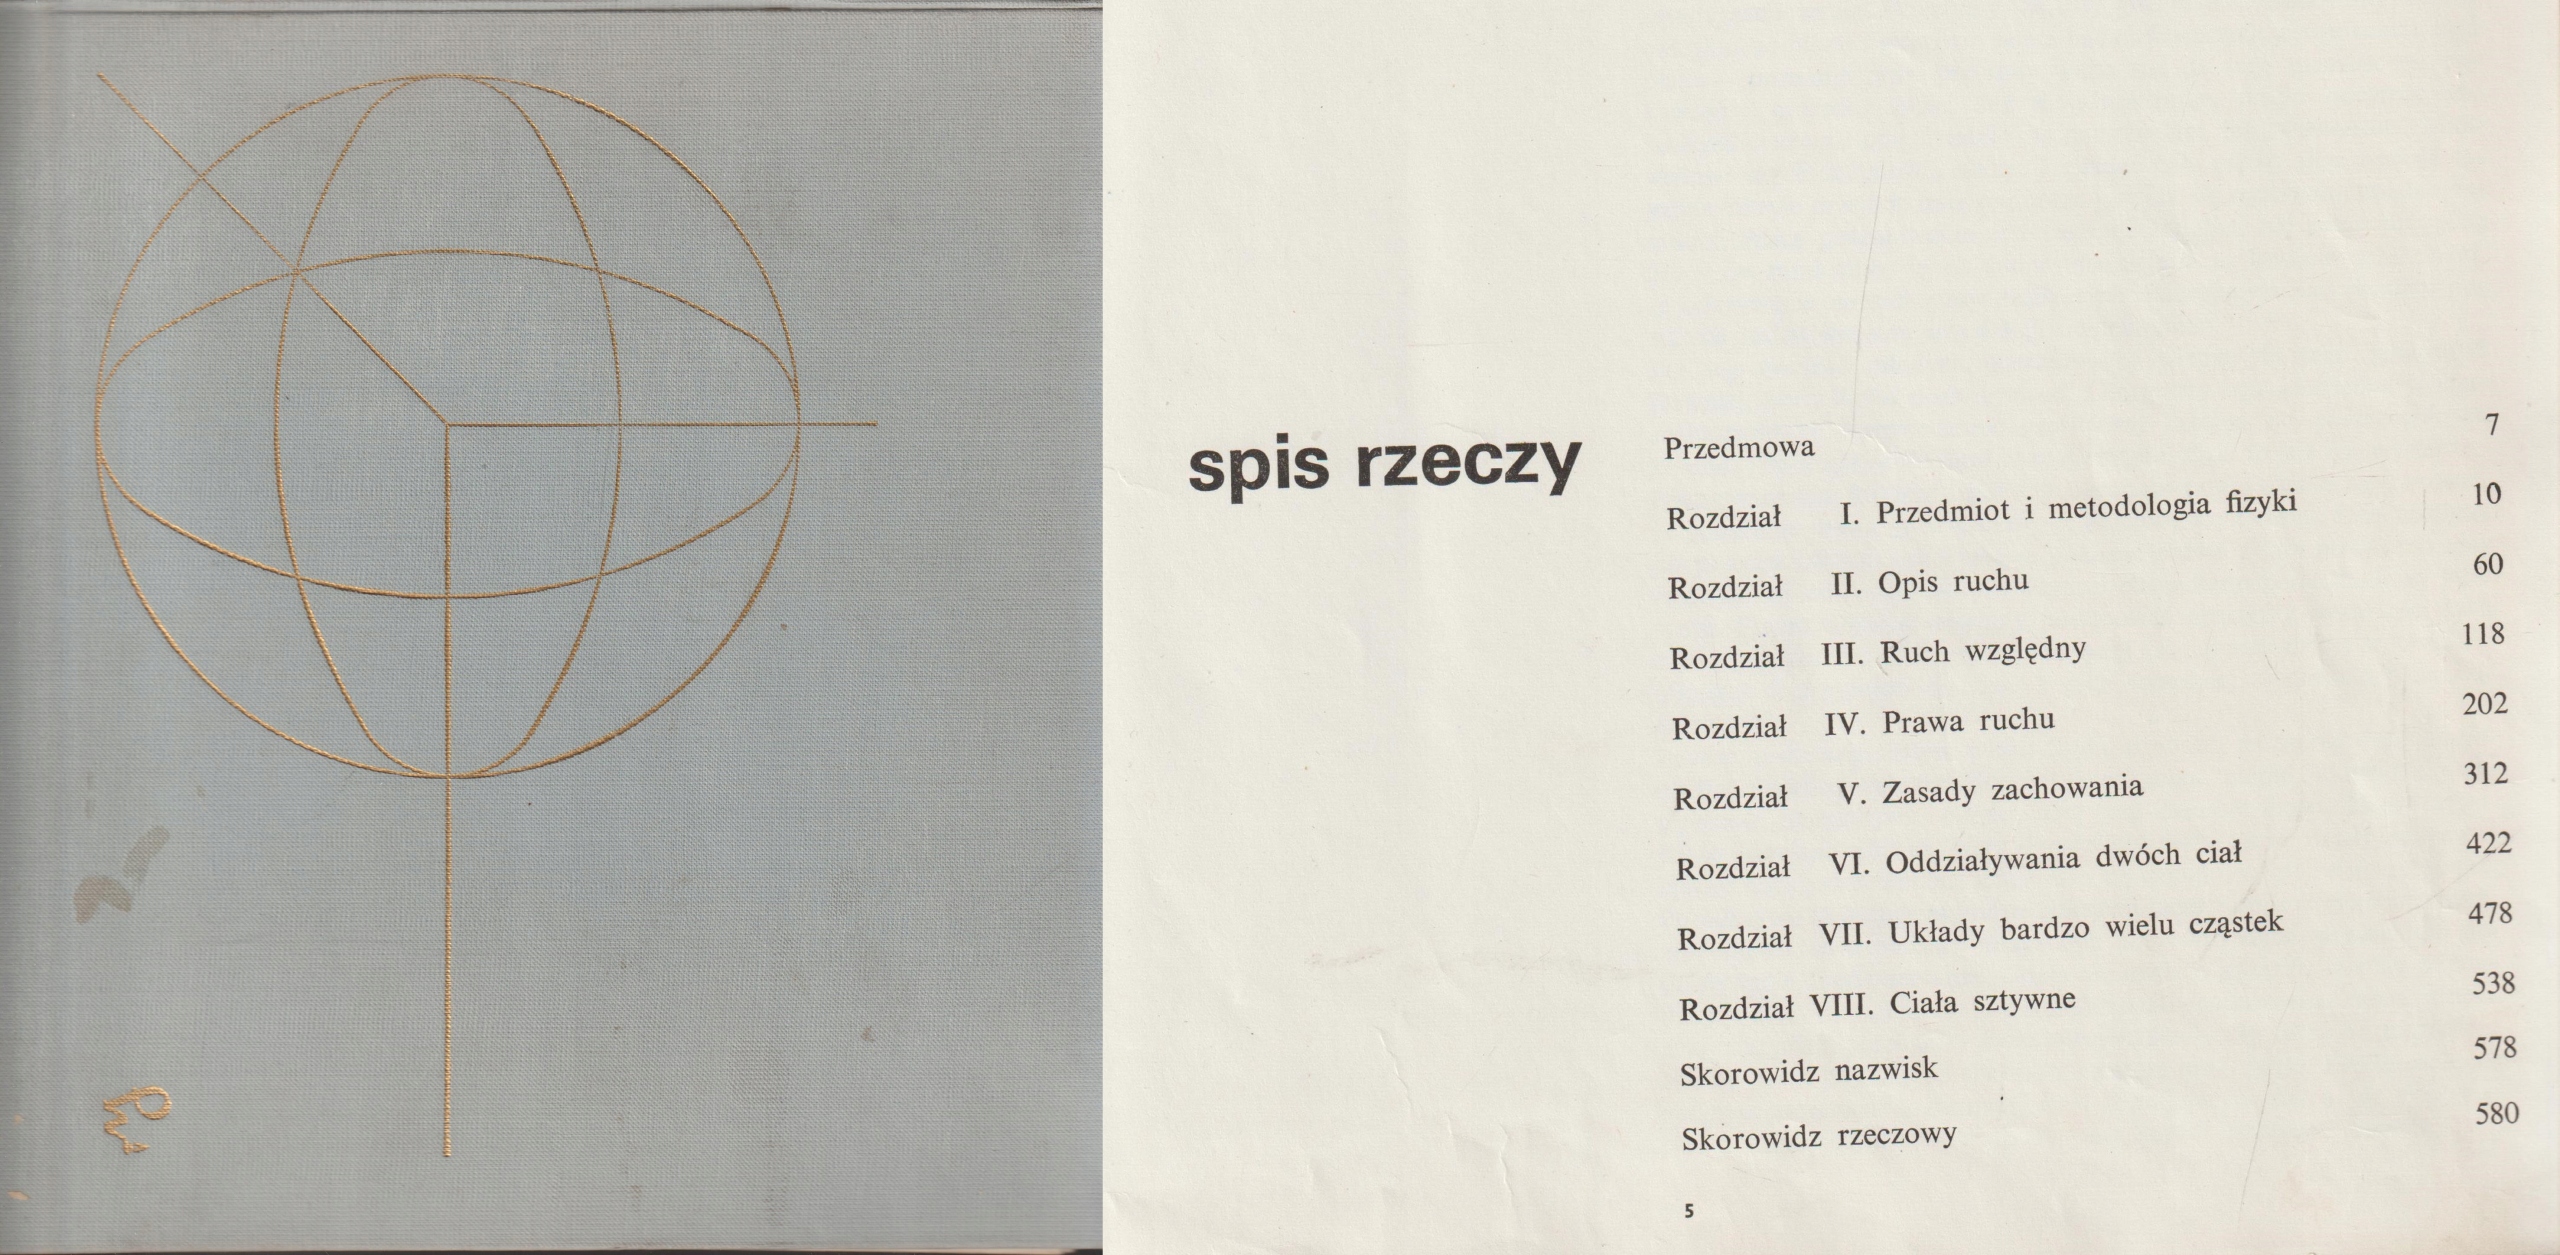 spis rzeczy
Przedmowa 7
Rozdział I. Przedmiot i metodologia fizyki 10
Rozdział II. Opis ruchu 60
Rozdział III. Ruch względny 118
Rozdział IV. Prawa ruchu 202
Rozdział V. Zasady zachowania 312
Rozdział VI. Oddziaływania dwóch ciał 422
Rozdział VII. Układy bardzo wielu cząstek 478
Rozdział VIII. Ciała sztywne 538
Skorowidz nazwisk 578
Skorowidz rzeczowy 580
5